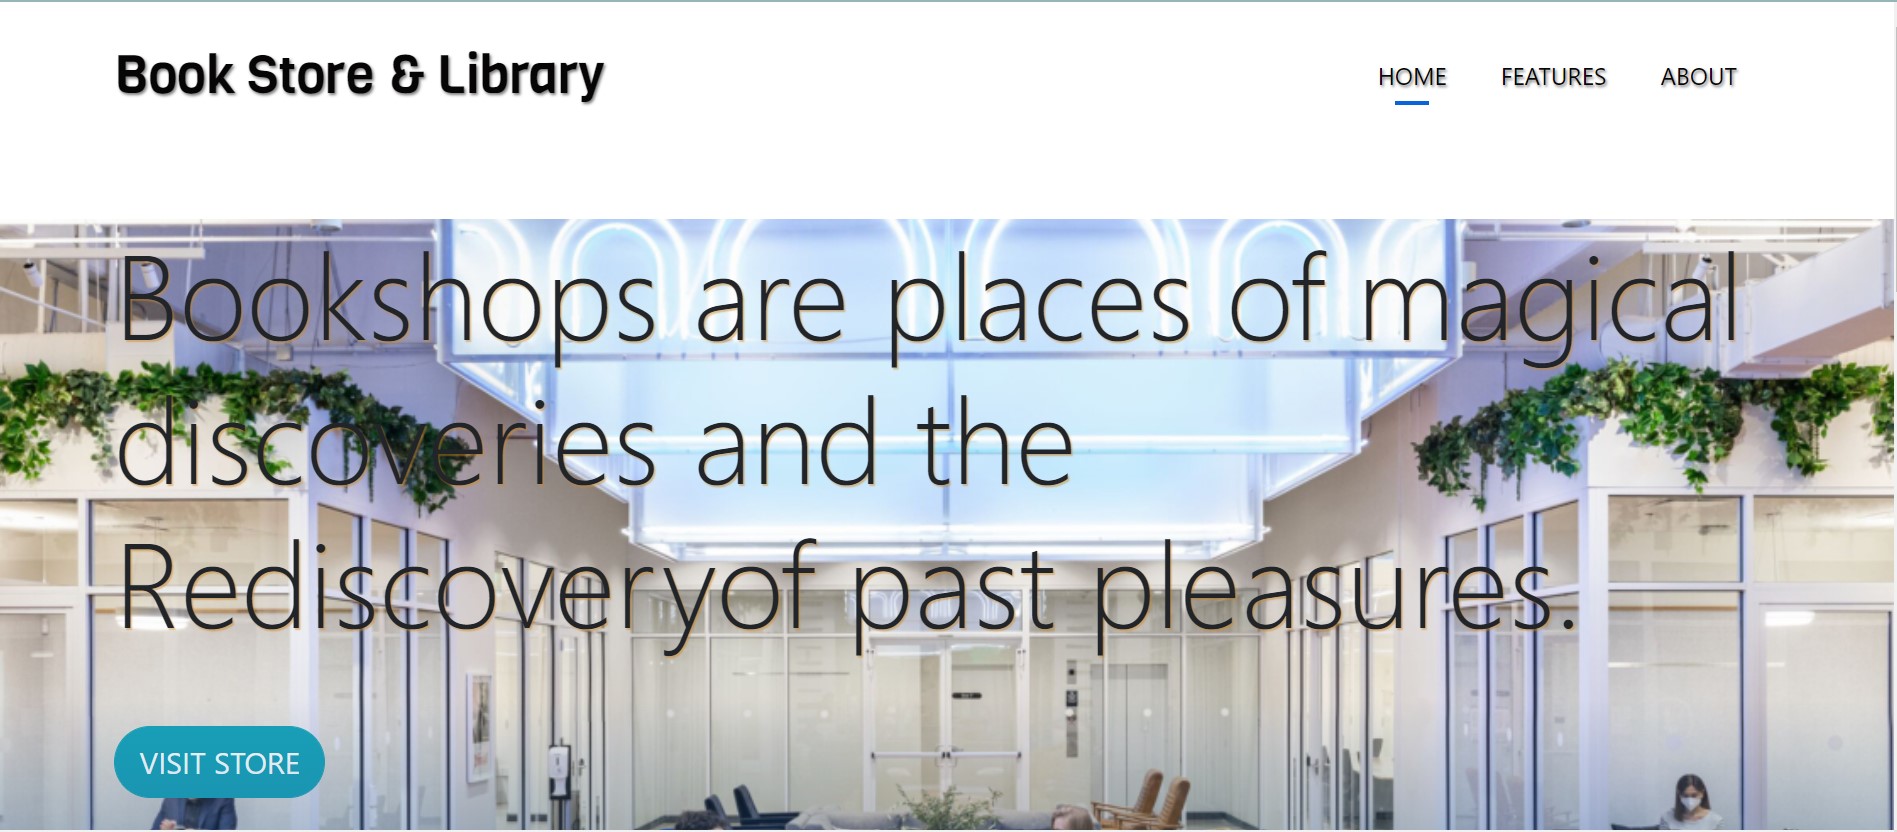 Book Store & Library
HOME FEATURES ABOUT
Bookshops are places of magical
discoveries and the
Rediscoveryof past pleasures.
VISIT STORE